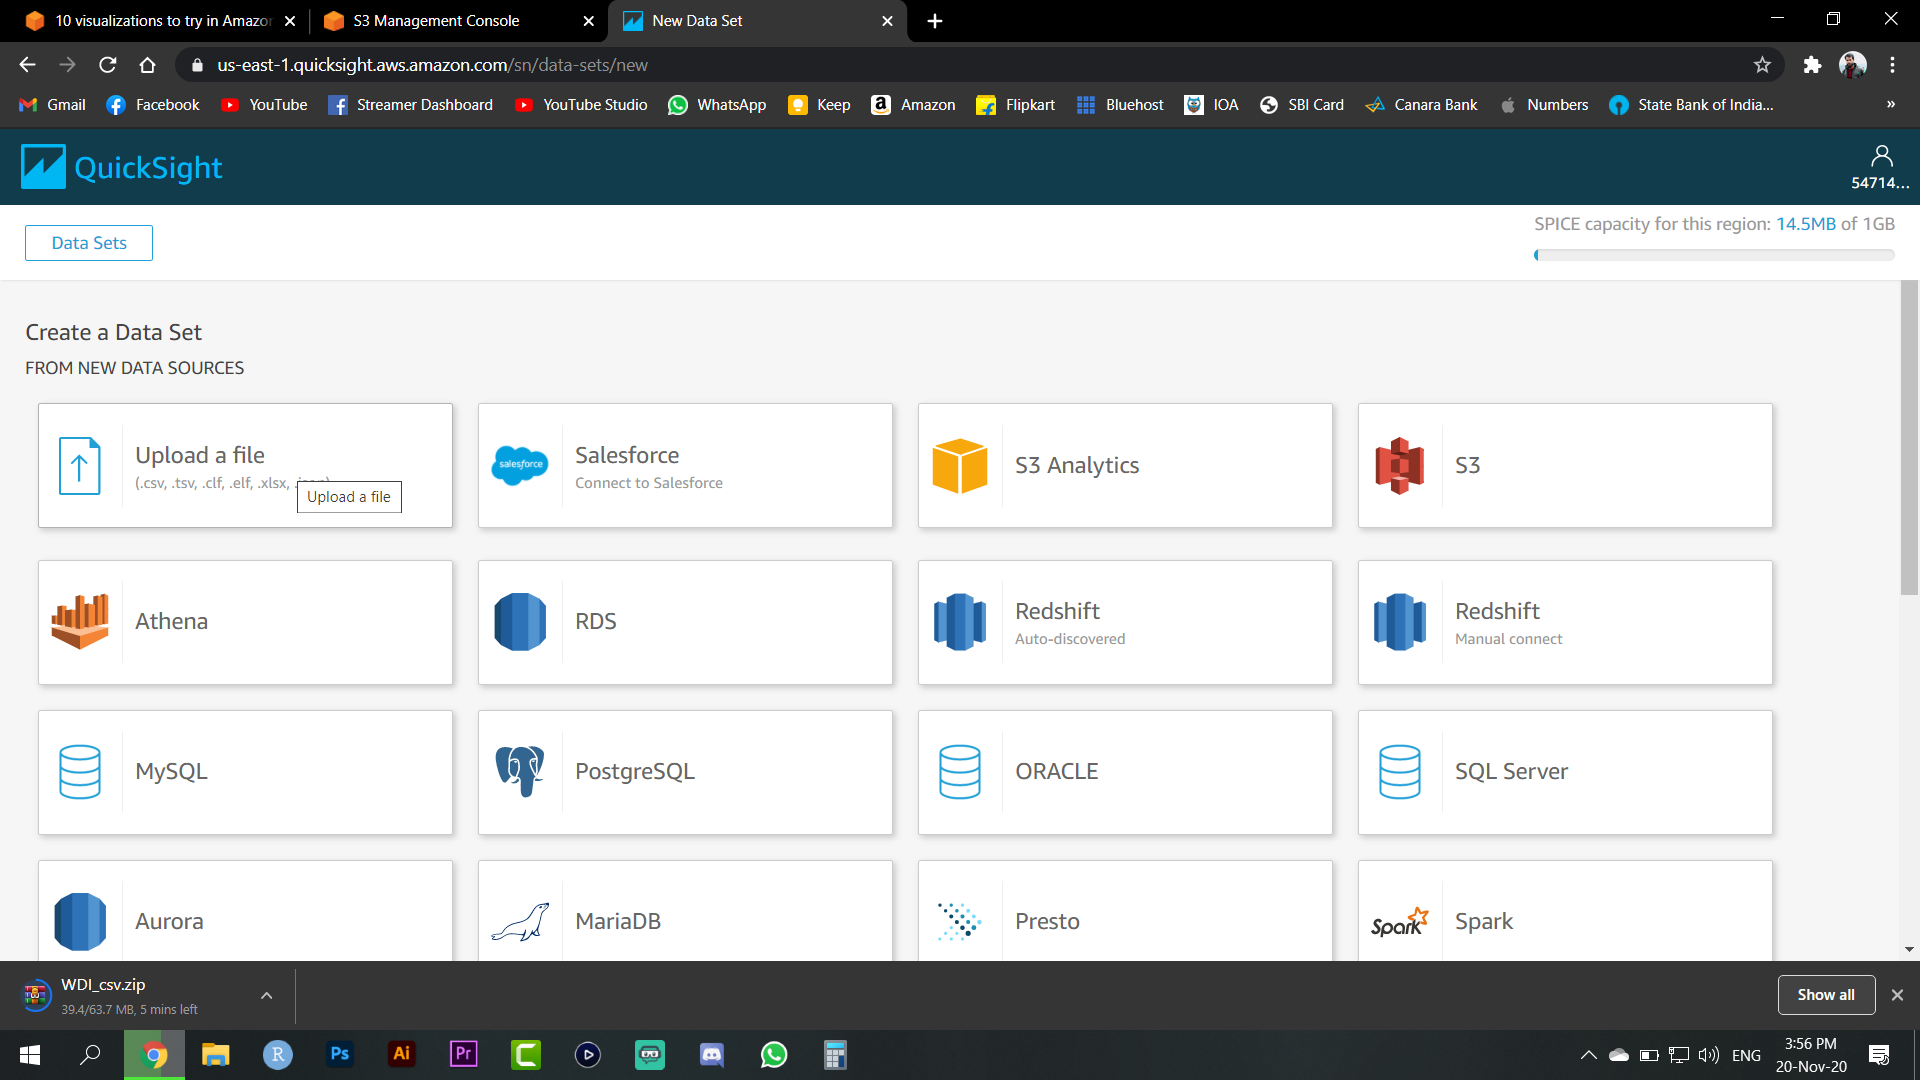 10 visualizations to try in Amazon
S3 Management Console
New Data Set
us-east-1.quicksight.aws.amazon.com/sn/data-sets/new
Gmail
Facebook
YouTube
Streamer Dashboard
YouTube Studio
WhatsApp
Keep
Amazon
Flipkart
Bluehost
IOA
SBI Card
Canara Bank
Numbers
State Bank of India...
»
QuickSight
54714...
Data Sets
SPICE capacity for this region: 14.5MB of 1GB
Create a Data Set
FROM NEW DATA SOURCES
Upload a file
(.csv, .tsv, .clf, .elf, .xlsx,
Upload a file
salesforce
Salesforce
Connect to Salesforce
S3 Analytics
S3
Athena
RDS
Redshift
Auto-discovered
Redshift
Manual connect
MySQL
PostgreSQL
ORACLE
SQL Server
Aurora
MariaDB
Presto
Spark
Spark
WDI_csv.zip
39.4/63.7 MB, 5 mins left
Show all
R
Ps
Ai
Pr
C
ENG
3:56 PM
20-Nov-20